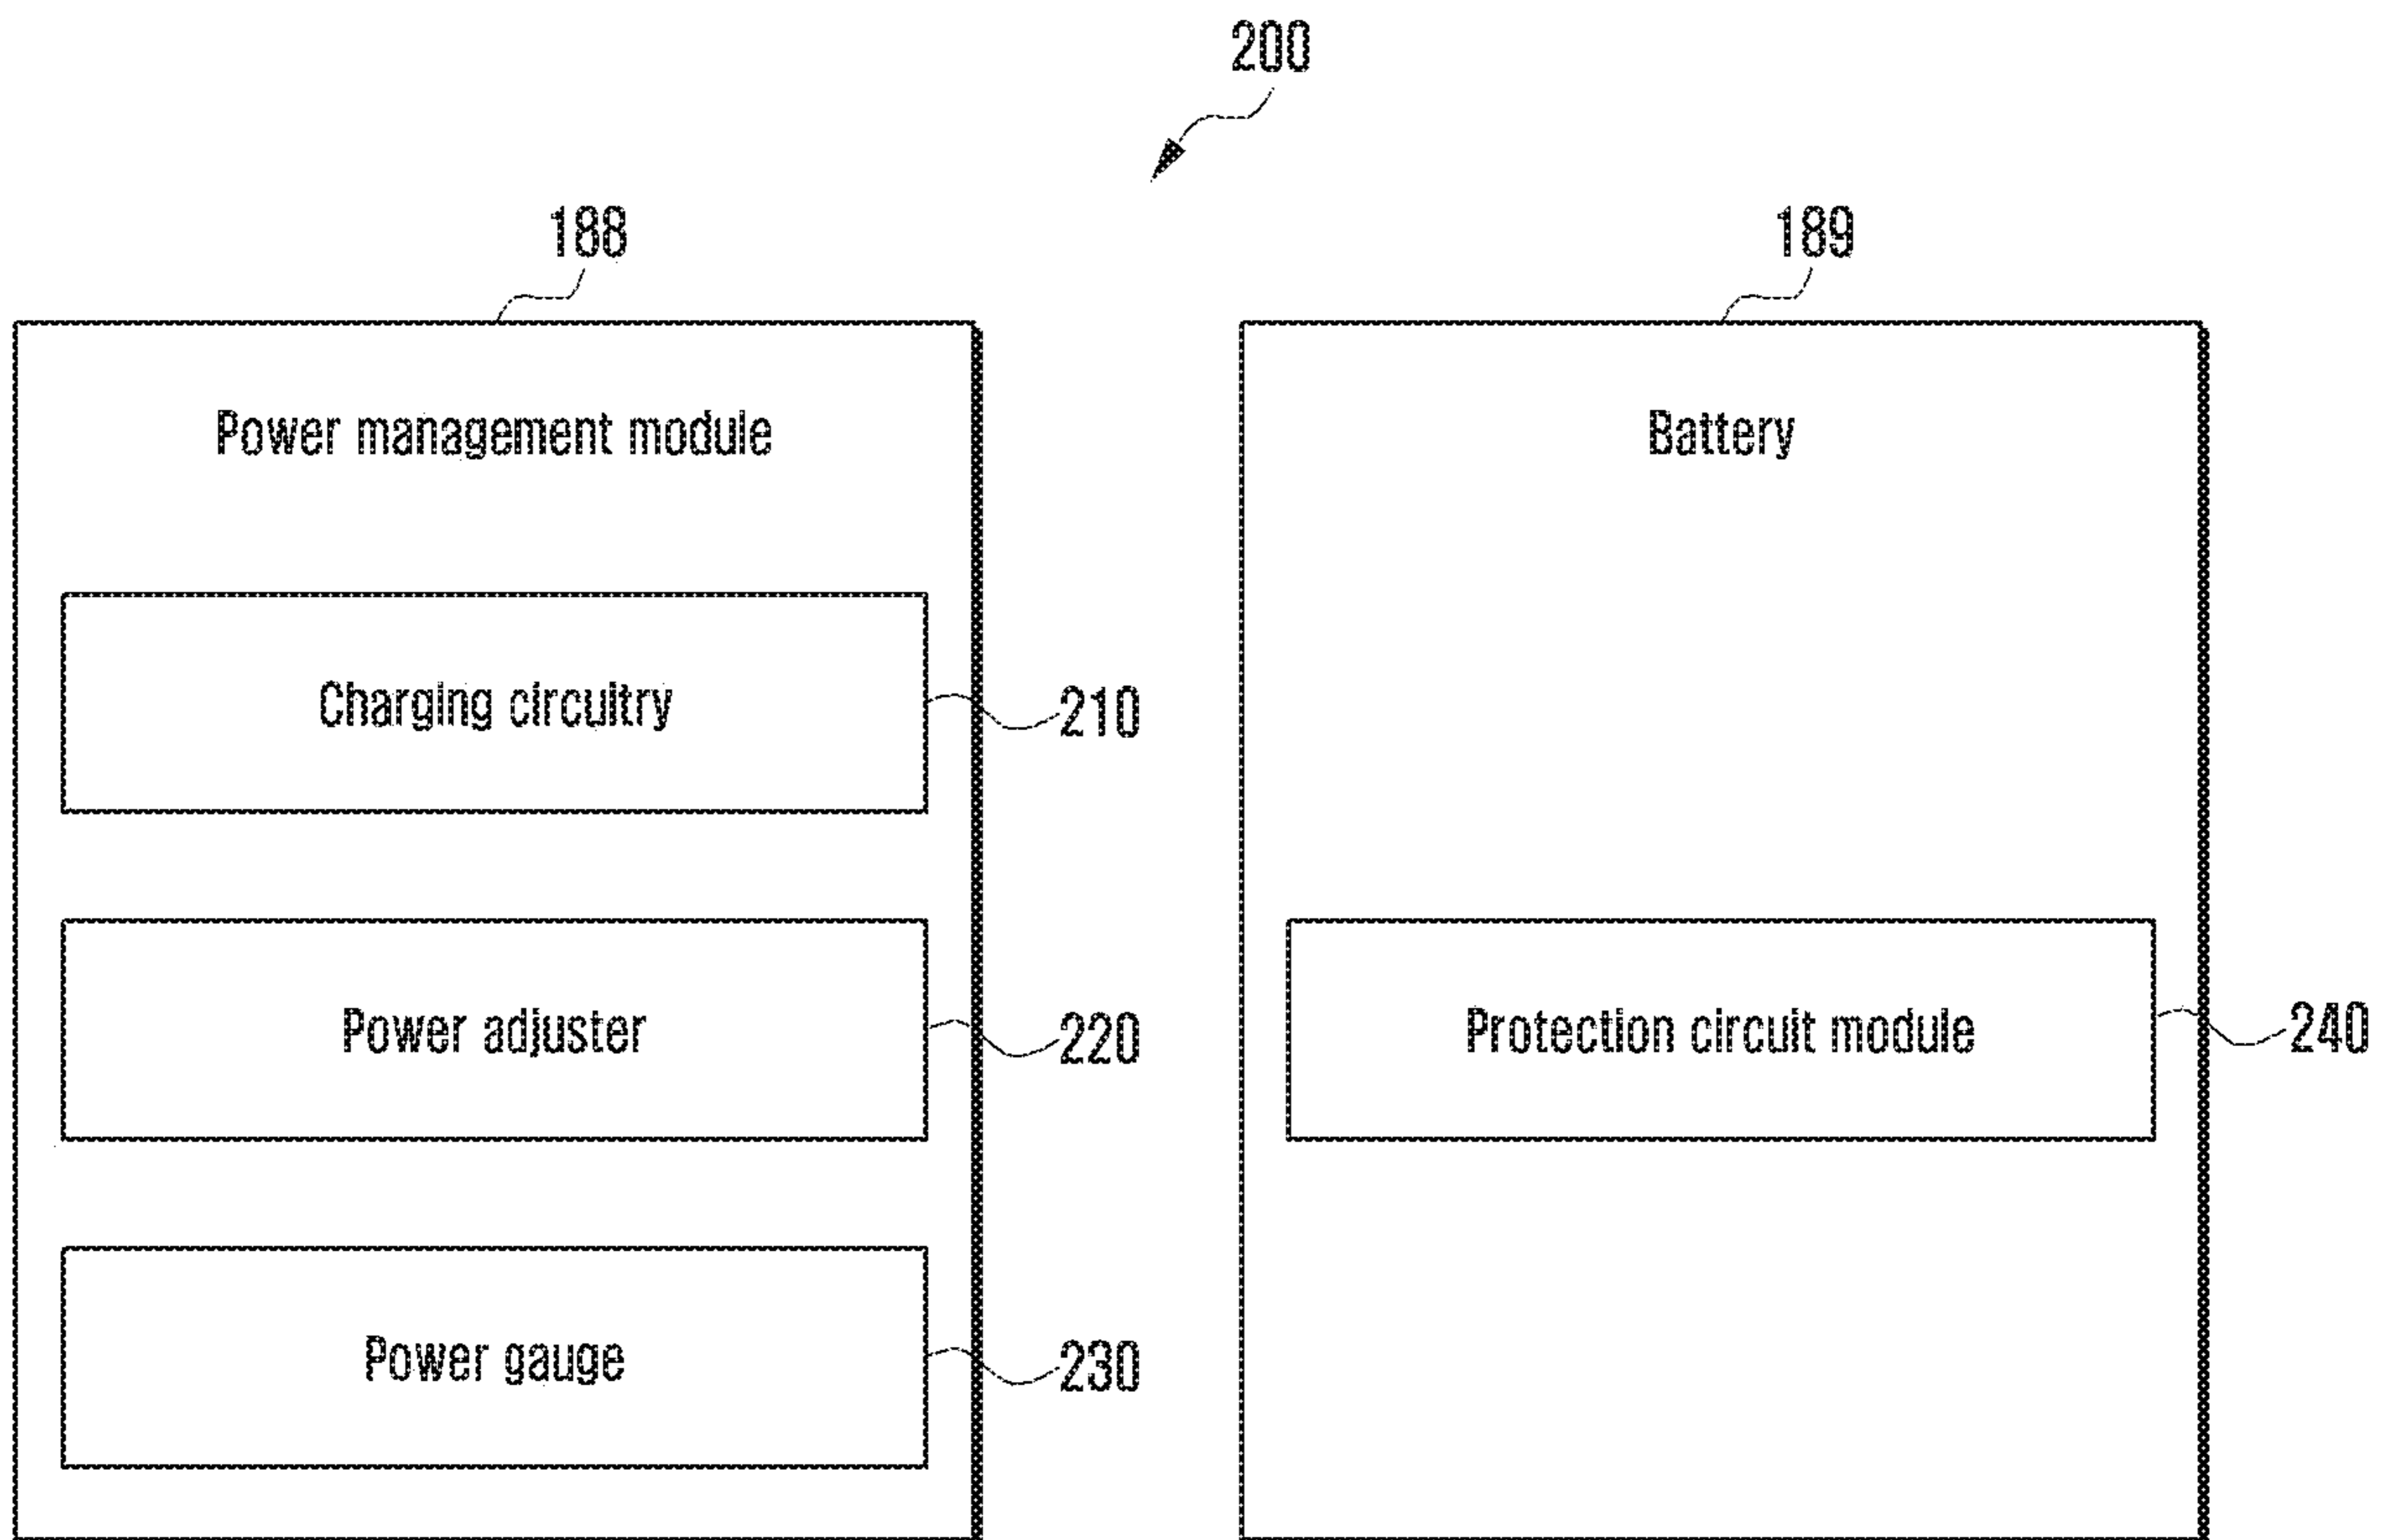 200
188
189
Power management module
Battery
Charging circuitry
210
Power adjuster
220
Protection circuit module
240
Power gauge
230